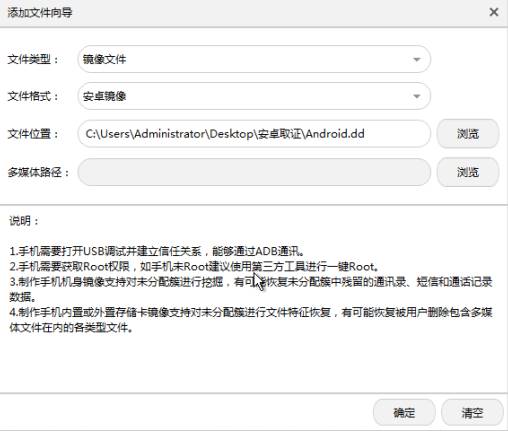 添加文件向导
文件类型： 镜像文件
文件格式： 安卓镜像
文件位置： C:\Users\Administrator\Desktop\安卓取证\Android.dd 浏览
多媒体路径： 浏览
说明：
1.手机需要打开USB调试并建立信任关系，能够通过ADB通讯。
2.手机需要获取Root权限，如手机未Root建议使用第三方工具进行一键Root。
3.制作手机机身镜像支持对未分配簇进行挖掘，有可能恢复未分配簇中残留的通讯录、短信和通话记录
数据。
4.制作手机内置或外置存储卡镜像支持对未分配簇进行文件特征恢复，有可能恢复被用户删除包含多媒
体文件在内的各类型文件。
确定 清空